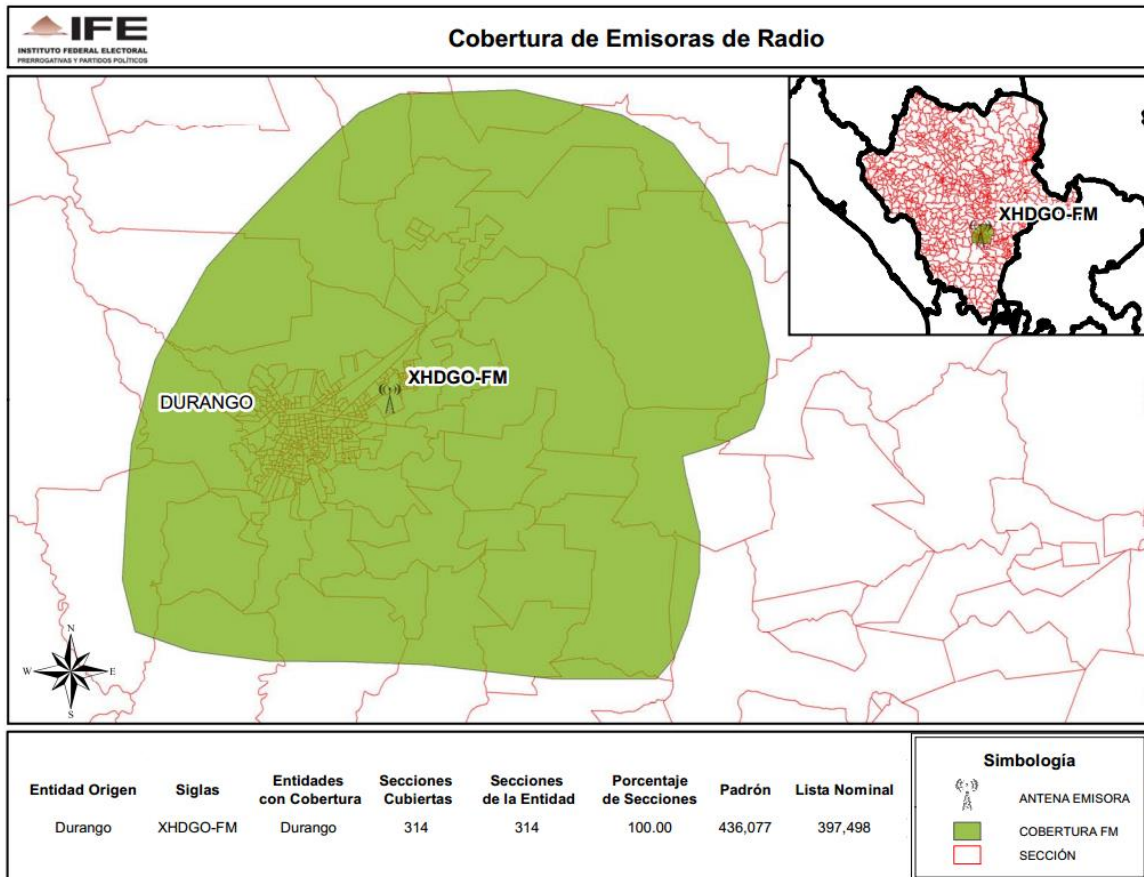 IFE
INSTITUTO FEDERAL ELECTORAL
PRERROGATIVAS Y PARTIDOS POLÍTICOS
Cobertura de Emisoras de Radio
XHDGO-FM
XHDGO-FM
DURANGO
N
W E
S
Entidad Origen Siglas Entidades con Cobertura Secciones Cubiertas Secciones de la Entidad Porcentaje de Secciones Padrón Lista Nominal
Durango XHDGO-FM Durango 314 314 100.00 436,077 397,498
Simbología
ANTENA EMISORA
COBERTURA FM
SECCIÓN